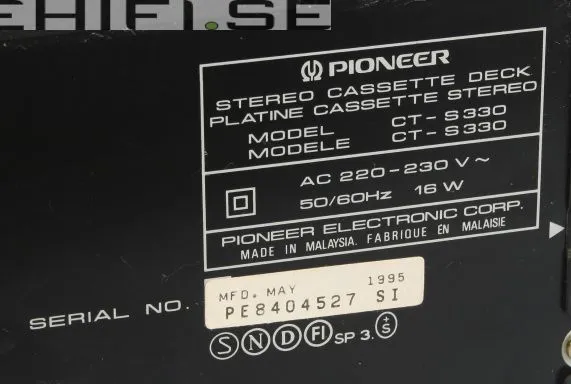 EHIFI.SE
PIONEER
STEREO CASSETTE DECK
PLATINE CASSETTE STEREO
MODEL CT-S330
MODELE CT-S330
AC 220-230 V~
50/60Hz 16 W
PIONEER ELECTRONIC CORP.
MADE IN MALAYSIA. FABRIQUE EN MALAISIE
MFD. MAY 1995
SERIAL NO. PE8404527 SI
S N D FI SP 3. ±S